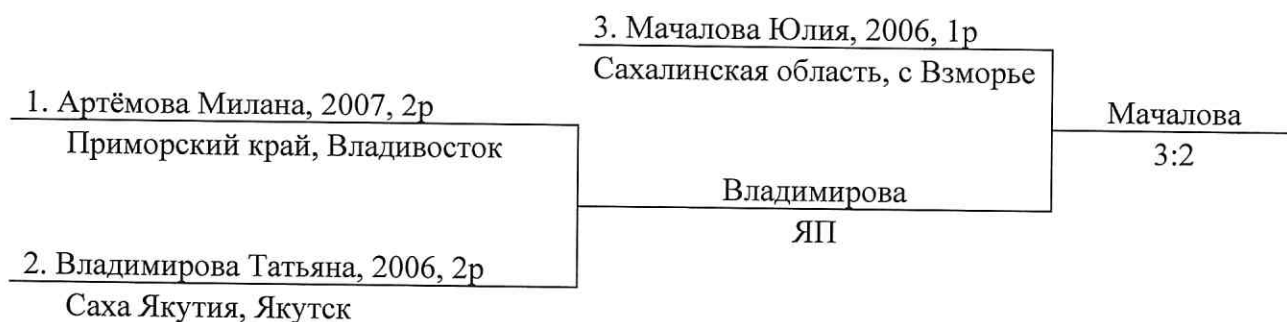 3. Мачалова Юлия, 2006, 1р
Сахалинская область, с Взморье
1. Артёмова Милана, 2007, 2р
Приморский край, Владивосток
Мачалова
3:2
Владимирова
ЯП
2. Владимирова Татьяна, 2006, 2р
Саха Якутия, Якутск